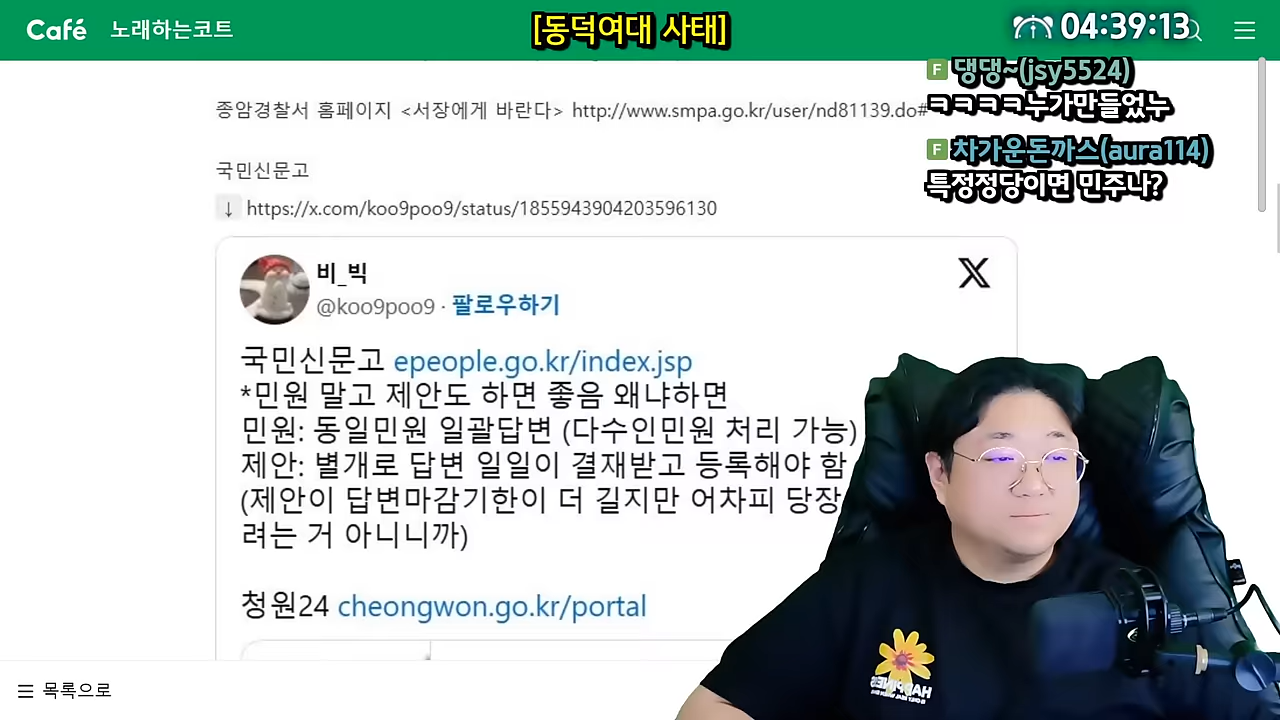 Café 노래하는코트
[동덕여대 사태]
04:39:13
댕댕~(jsy5524)
ㅋㅋㅋㅋ누가만들었누
차가운돈까스(aura114)
특정정당이면 민주나?
종암경찰서 홈페이지 <서장에게 바란다> http://www.smpa.go.kr/user/nd81139.do#
국민신문고
↓ https://x.com/koo9poo9/status/1855943904203596130
비_빅
@koo9poo9 · 팔로우하기
국민신문고 epeople.go.kr/index.jsp
*민원 말고 제안도 하면 좋음 왜냐하면
민원: 동일민원 일괄답변 (다수인민원 처리 가능)
제안: 별개로 답변 일일이 결재받고 등록해야 함
(제안이 답변마감기한이 더 길지만 어차피 당장
려는 거 아니니까)
청원24 cheongwon.go.kr/portal
목록으로
HAPPINESS